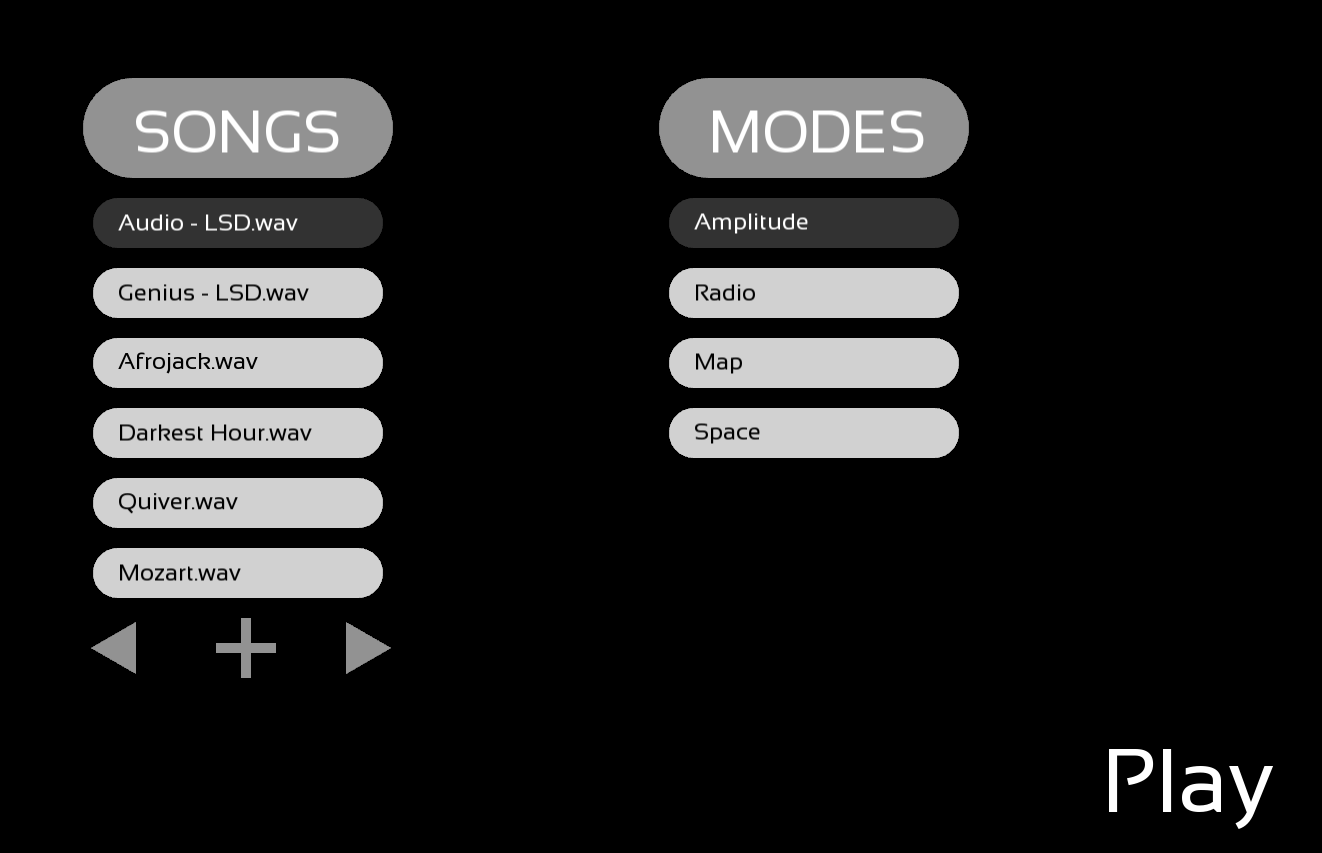 SONGS
Audio - LSD.wav
Genius - LSD.wav
Afrojack.wav
Darkest Hour.wav
Quiver.wav
Mozart.wav
MODES
Amplitude
Radio
Map
Space
Play